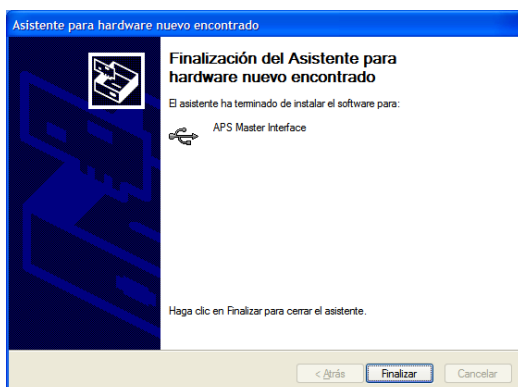 Asistente para hardware nuevo encontrado
Finalización del Asistente para
hardware nuevo encontrado
El asistente ha terminado de instalar el software para:
APS Master Interface
Haga clic en Finalizar para cerrar el asistente.
< Atrás
Finalizar
Cancelar